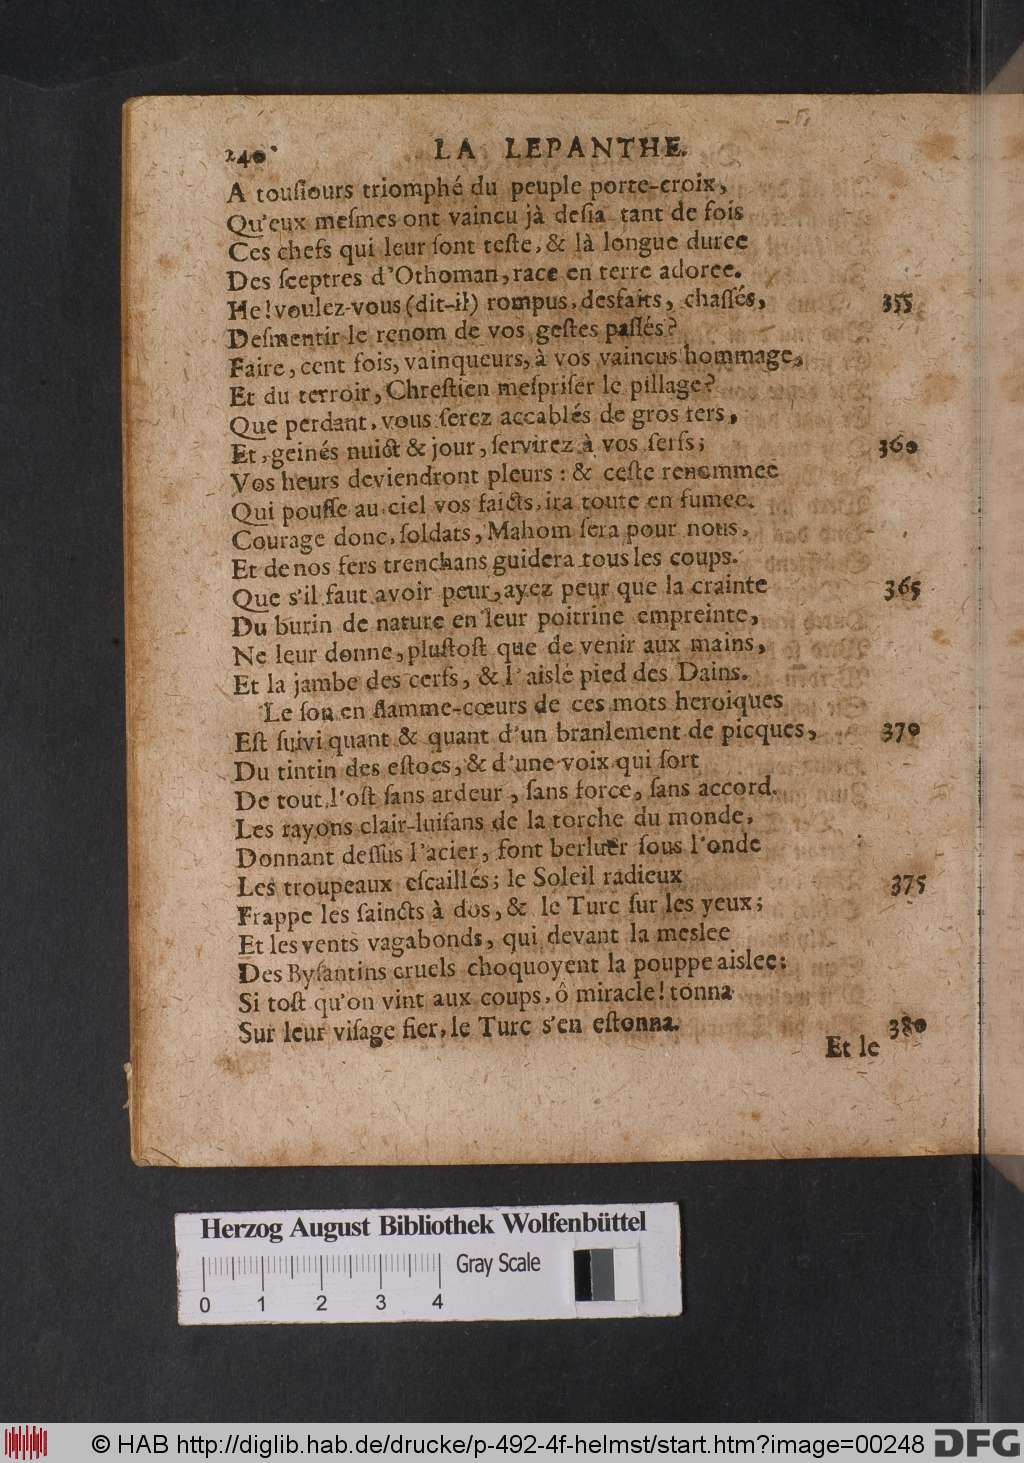 240
LA LEPANTHE.
A touſiours triomphé du peuple porte-croix,
Qu'eux meſmes ont vaincu jà deſia tant de fois
Ces chefs qui leur font teſte, & là longue duree
Des ſceptres d'Othoman, race en terre adoree.
He! voulez-vous (dit-il) rompus, desfaits, chaſſés, 355
Deſmentir le renom de vos geſtes paſſés?
Faire, cent fois, vainqueurs, à vos vaincus hommage,
Et du terroir, Chreſtien meſpriſer le pillage?
Que perdant, vous ſerez accablés de gros fers,
Et, geinés nuict & jour, ſervirez à vos ſerfs; 360
Vos heurs deviendront pleurs: & ceſte renommee
Qui pouſſe au ciel vos faicts, ira toute en fumee.
Courage donc, ſoldats, Mahom ſera pour nous,
Et de nos fers trenchans guidera tous les coups.
Que s'il faut avoir peur, ayez peur que la crainte 365
Du burin de nature en leur poitrine empreinte,
Ne leur donne, pluſtoſt que de venir aux mains,
Et la jambe des cerfs, & l'aislé pied des Dains.
Le ſon en flamme-cœurs de ces mots heroiques
Eſt ſuivi quant & quant d'un branlement de picques, 370
Du tintin des eſtocs, & d'une voix qui ſort
De tout l'oſt ſans ardeur, ſans force, ſans accord.
Les rayons clair-luiſans de la torche du monde,
Donnant deſſus l'acier, font berluër ſous l'onde
Les troupeaux eſcaillés; le Soleil radieux 375
Frappe les ſaincts à dos, & le Turc ſur les yeux;
Et les vents vagabonds, qui devant la meslee
Des Byſantins cruels choquoyent la pouppe aislee:
Si toſt qu'on vint aux coups, ô miracle! tonna
Sur leur viſage fier, le Turc s'en eſtonna. 380
Et le
Herzog August Bibliothek Wolfenbüttel
Gray Scale
0 1 2 3 4
© HAB http://diglib.hab.de/drucke/p-492-4f-helmst/start.htm?image=00248
DFG